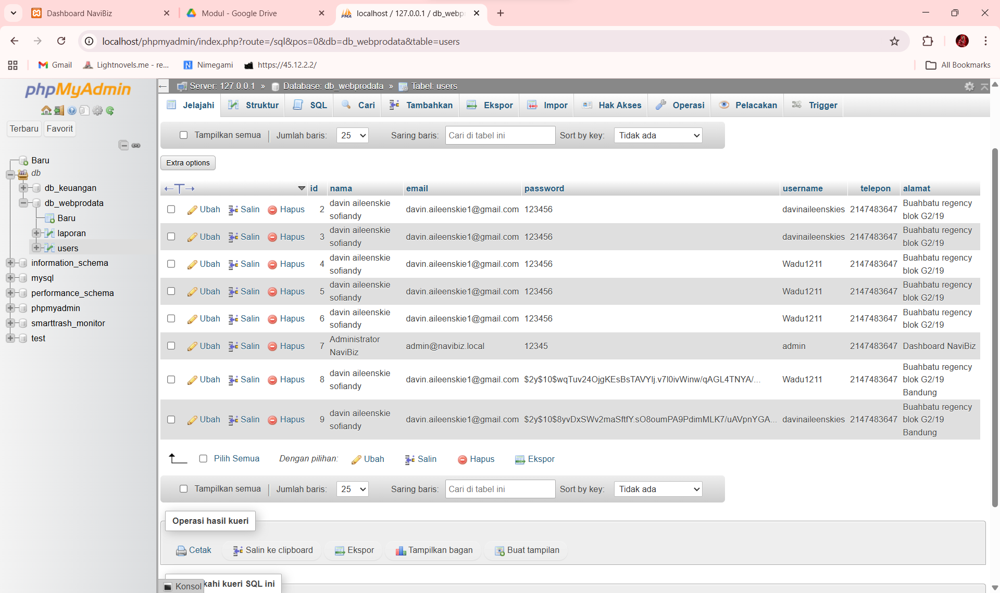 Dashboard NaviBiz
Modul - Google Drive
localhost / 127.0.0.1 / db_webpr
localhost/phpmyadmin/index.php?route=/sql&pos=0&db=db_webprodata&table=users
Gmail
Lightnovels.me - re...
Nimegami
https://45.12.2.2/
All Bookmarks
phpMyAdmin
Terbaru
Favorit
Baru
db
db_keuangan
db_webprodata
Baru
laporan
users
information_schema
mysql
performance_schema
phpmyadmin
smarttrash_monitor
test
Server: 127.0.0.1 » Database: db_webprodata » Tabel: users
Jelajahi Struktur SQL Cari Tambahkan Ekspor Impor Hak Akses Operasi Pelacakan Trigger
Tampilkan semua Jumlah baris: 25 Saring baris: Cari di tabel ini Sort by key: Tidak ada
Extra options
id nama email password username telepon alamat
Ubah Salin Hapus 2 davin aileenskie sofiandy davin.aileenskie1@gmail.com 123456 davinaileenskies 2147483647 Buahbatu regency blok G2/19
Ubah Salin Hapus 3 davin aileenskie sofiandy davin.aileenskie1@gmail.com 123456 davinaileenskies 2147483647 Buahbatu regency blok G2/19
Ubah Salin Hapus 4 davin aileenskie sofiandy davin.aileenskie1@gmail.com 123456 Wadu1211 2147483647 Buahbatu regency blok G2/19
Ubah Salin Hapus 5 davin aileenskie sofiandy davin.aileenskie1@gmail.com 123456 Wadu1211 2147483647 Buahbatu regency blok G2/19
Ubah Salin Hapus 6 davin aileenskie sofiandy davin.aileenskie1@gmail.com 123456 Wadu1211 2147483647 Buahbatu regency blok G2/19
Ubah Salin Hapus 7 Administrator NaviBiz admin@navibiz.local 12345 admin 2147483647 Dashboard NaviBiz
Ubah Salin Hapus 8 davin aileenskie sofiandy davin.aileenskie1@gmail.com $2y$10$wqTuv24OjgKEsBsTAVYlj.v7l0ivWinw/qAGL4TNYA/... Wadu1211 2147483647 Buahbatu regency blok G2/19 Bandung
Ubah Salin Hapus 9 davin aileenskie sofiandy davin.aileenskie1@gmail.com $2y$10$8yvDxSWv2maSftfY.sO8oumPA9PdimMLK7/uAVpnYGA... davinaileenskies 2147483647 Buahbatu regency blok G2/19 Bandung
Pilih Semua Dengan pilihan: Ubah Salin Hapus Ekspor
Tampilkan semua Jumlah baris: 25 Saring baris: Cari di tabel ini Sort by key: Tidak ada
Operasi hasil kueri
Cetak Salin ke clipboard Ekspor Tampilkan bagan Buat tampilan
Konsol
kahi kueri SQL ini